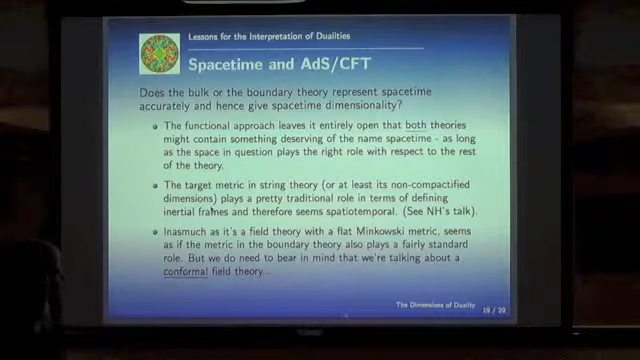 Lessons for the Interpretation of Dualities
Spacetime and AdS/CFT
Does the bulk or the boundary theory represent spacetime
accurately and hence give spacetime dimensionality?
The functional approach leaves it entirely open that both theories
might contain something deserving of the name spacetime - as long
as the space in question plays the right role with respect to the rest
of the theory.
The target metric in string theory (or at least its non-compactified
dimensions) plays a pretty traditional role in terms of defining
inertial frames and therefore seems spatiotemporal. (See NH's talk).
Inasmuch as it's a field theory with a flat Minkowski metric, seems
as if the metric in the boundary theory also plays a fairly standard
role. But we do need to bear in mind that we're talking about a
conformal field theory...
The Dimensions of Duality
19 / 29